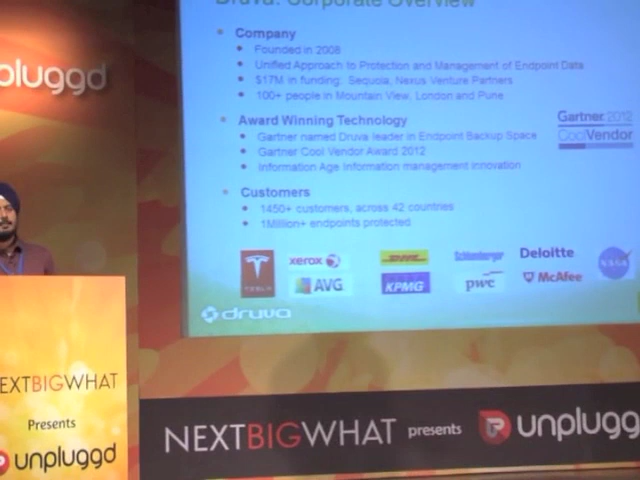 Druva: Corporate Overview
pluggd
Company
Founded in 2008
Unified Approach to Protection and Management of Endpoint Data
$17M in funding: Sequoia, Nexus Venture Partners
100+ people in Mountain View, London and Pune
Award Winning Technology
Gartner named Druva leader in Endpoint Backup Space
Gartner Cool Vendor Award 2012
Information Age Information management innovation
Gartner 2012
CoolVendor
Customers
1450+ customers, across 42 countries
1Million+ endpoints protected
TESLA
xerox
DHL
Schlumberger
Deloitte
NASA
AVG
KPMG
pwc
McAfee
druva
EXTBIGWHAT
Presents
unpluggd
NEXTBIGWHAT presents unplugg